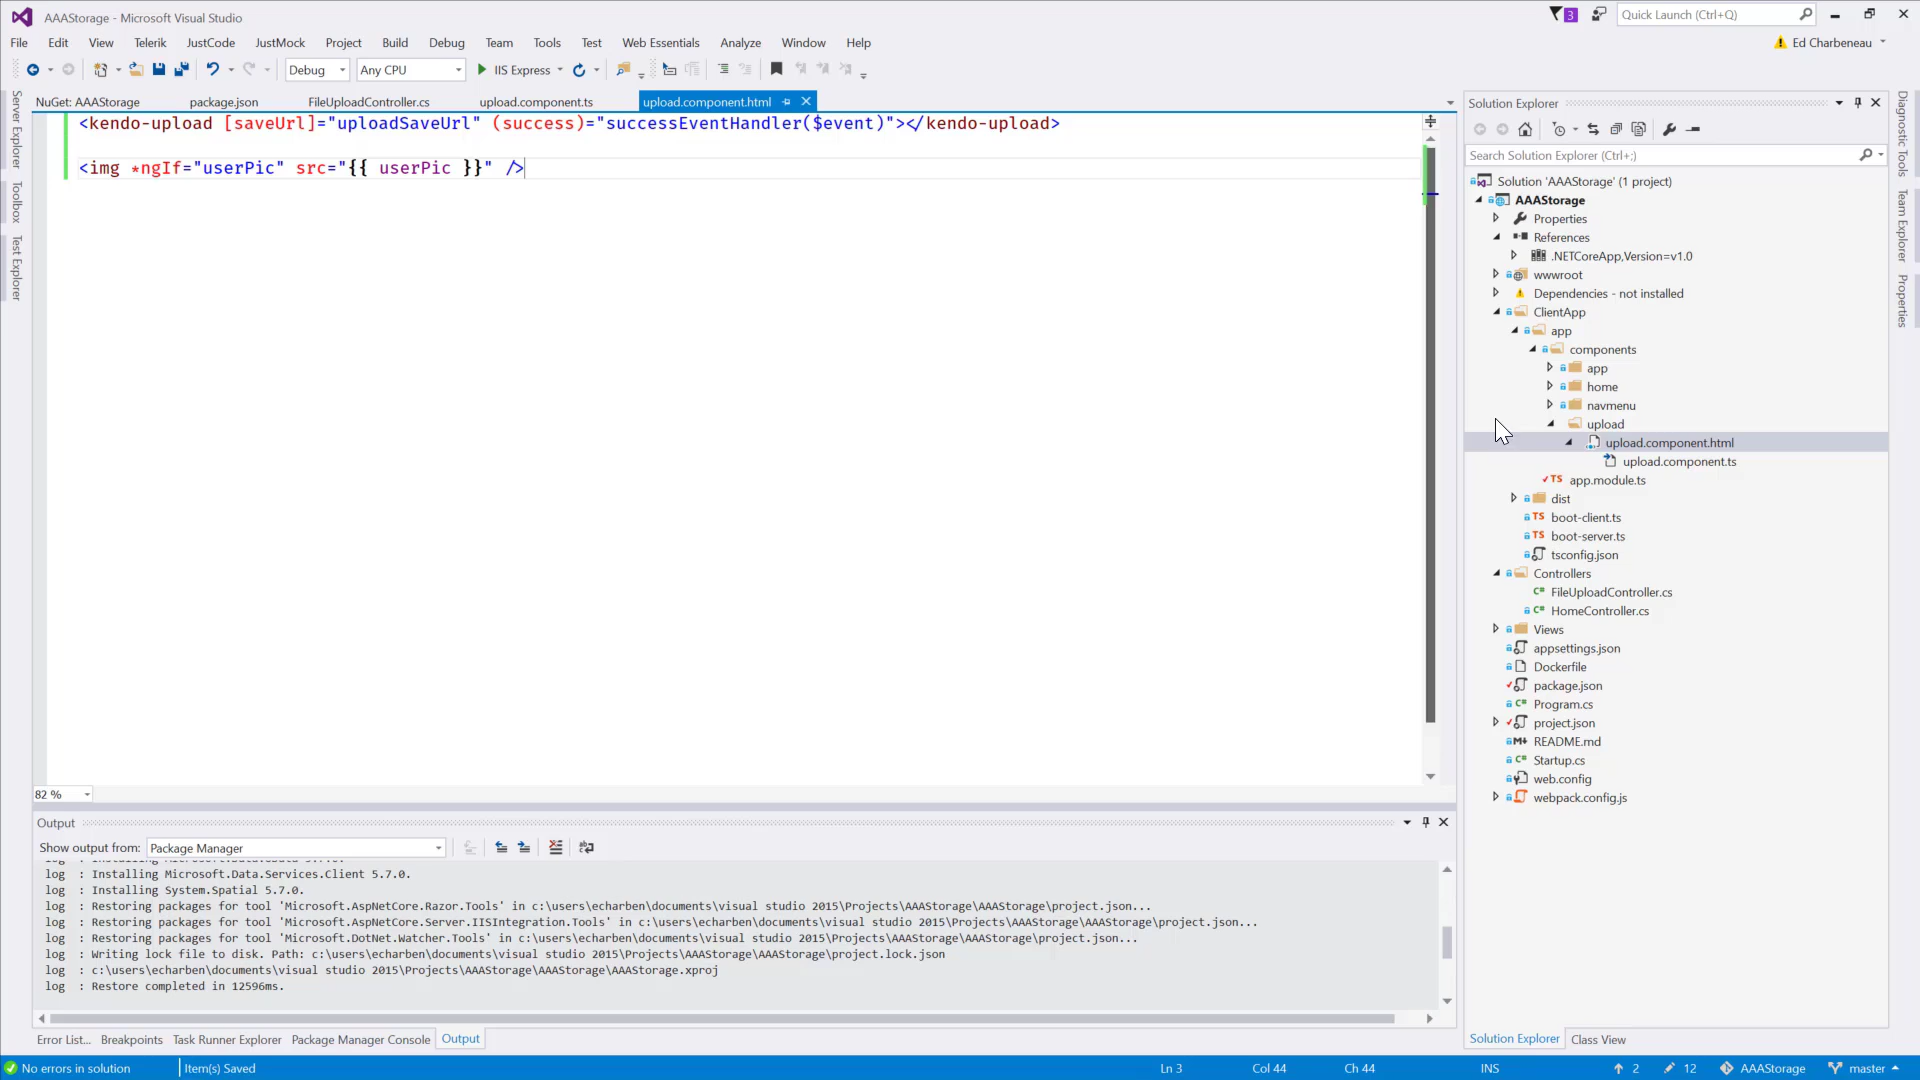 AAAStorage - Microsoft Visual Studio
3
Quick Launch (Ctrl+Q)
File Edit View Telerik JustCode JustMock Project Build Debug Team Tools Test Web Essentials Analyze Window Help
Ed Charbeneau
Debug Any CPU IIS Express
NuGet: AAAStorage package.json FileUploadController.cs upload.component.ts upload.component.html
<kendo-upload [saveUrl]="uploadSaveUrl" (success)="successEventHandler($event)"></kendo-upload>
<img *ngIf="userPic" src="{{ userPic }}" />
Server Explorer
Toolbox
Test Explorer
82 %
Output
Show output from: Package Manager
log : Installing Microsoft.Data.OData 5.7.0.
log : Installing Microsoft.Data.Services.Client 5.7.0.
log : Installing System.Spatial 5.7.0.
log : Restoring packages for tool 'Microsoft.AspNetCore.Razor.Tools' in c:\users\echarben\documents\visual studio 2015\Projects\AAAStorage\AAAStorage\project.json...
log : Restoring packages for tool 'Microsoft.AspNetCore.Server.IISIntegration.Tools' in c:\users\echarben\documents\visual studio 2015\Projects\AAAStorage\AAAStorage\project.json...
log : Restoring packages for tool 'Microsoft.DotNet.Watcher.Tools' in c:\users\echarben\documents\visual studio 2015\Projects\AAAStorage\AAAStorage\project.json...
log : Writing lock file to disk. Path: c:\users\echarben\documents\visual studio 2015\Projects\AAAStorage\AAAStorage\project.lock.json
log : c:\users\echarben\documents\visual studio 2015\Projects\AAAStorage\AAAStorage\AAAStorage.xproj
log : Restore completed in 12596ms.
Error List... Breakpoints Task Runner Explorer Package Manager Console Output
Solution Explorer
Search Solution Explorer (Ctrl+;)
Solution 'AAAStorage' (1 project)
AAAStorage
Properties
References
.NETCoreApp,Version=v1.0
wwwroot
Dependencies - not installed
ClientApp
app
components
app
home
navmenu
upload
upload.component.html
upload.component.ts
TS app.module.ts
dist
TS boot-client.ts
TS boot-server.ts
tsconfig.json
Controllers
C# FileUploadController.cs
C# HomeController.cs
Views
appsettings.json
Dockerfile
package.json
C# Program.cs
project.json
README.md
C# Startup.cs
web.config
webpack.config.js
Solution Explorer Class View
Diagnostic Tools
Team Explorer
Properties
No errors in solution Item(s) Saved Ln 3 Col 44 Ch 44 INS 2 12 AAAStorage master